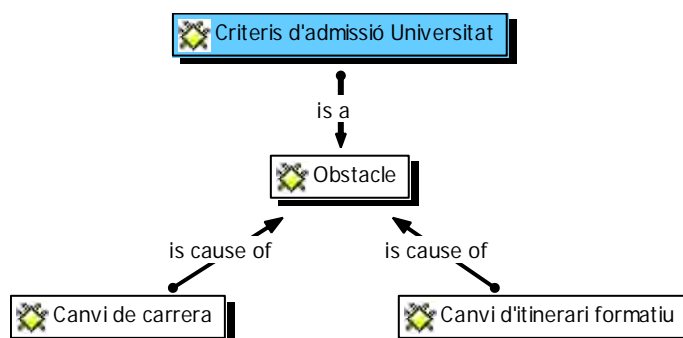 Criteris d'admissió Universitat
is a
Obstacle
is cause of
is cause of
Canvi de carrera
Canvi d'itinerari formatiu